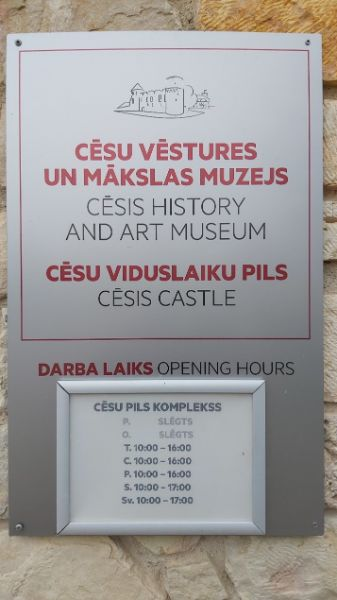 CĒSU VĒSTURES
UN MĀKSLAS MUZEJS
CĒSIS HISTORY
AND ART MUSEUM
CĒSU VIDUSLAIKU PILS
CĒSIS CASTLE
DARBA LAIKS OPENING HOURS
CĒSU PILS KOMPLEKSS
P. SLĒGTS
O. SLĒGTS
T. 10:00 – 16:00
C. 10:00 – 16:00
P. 10:00 – 16:00
S. 10:00 – 17:00
Sv. 10:00 – 17:00